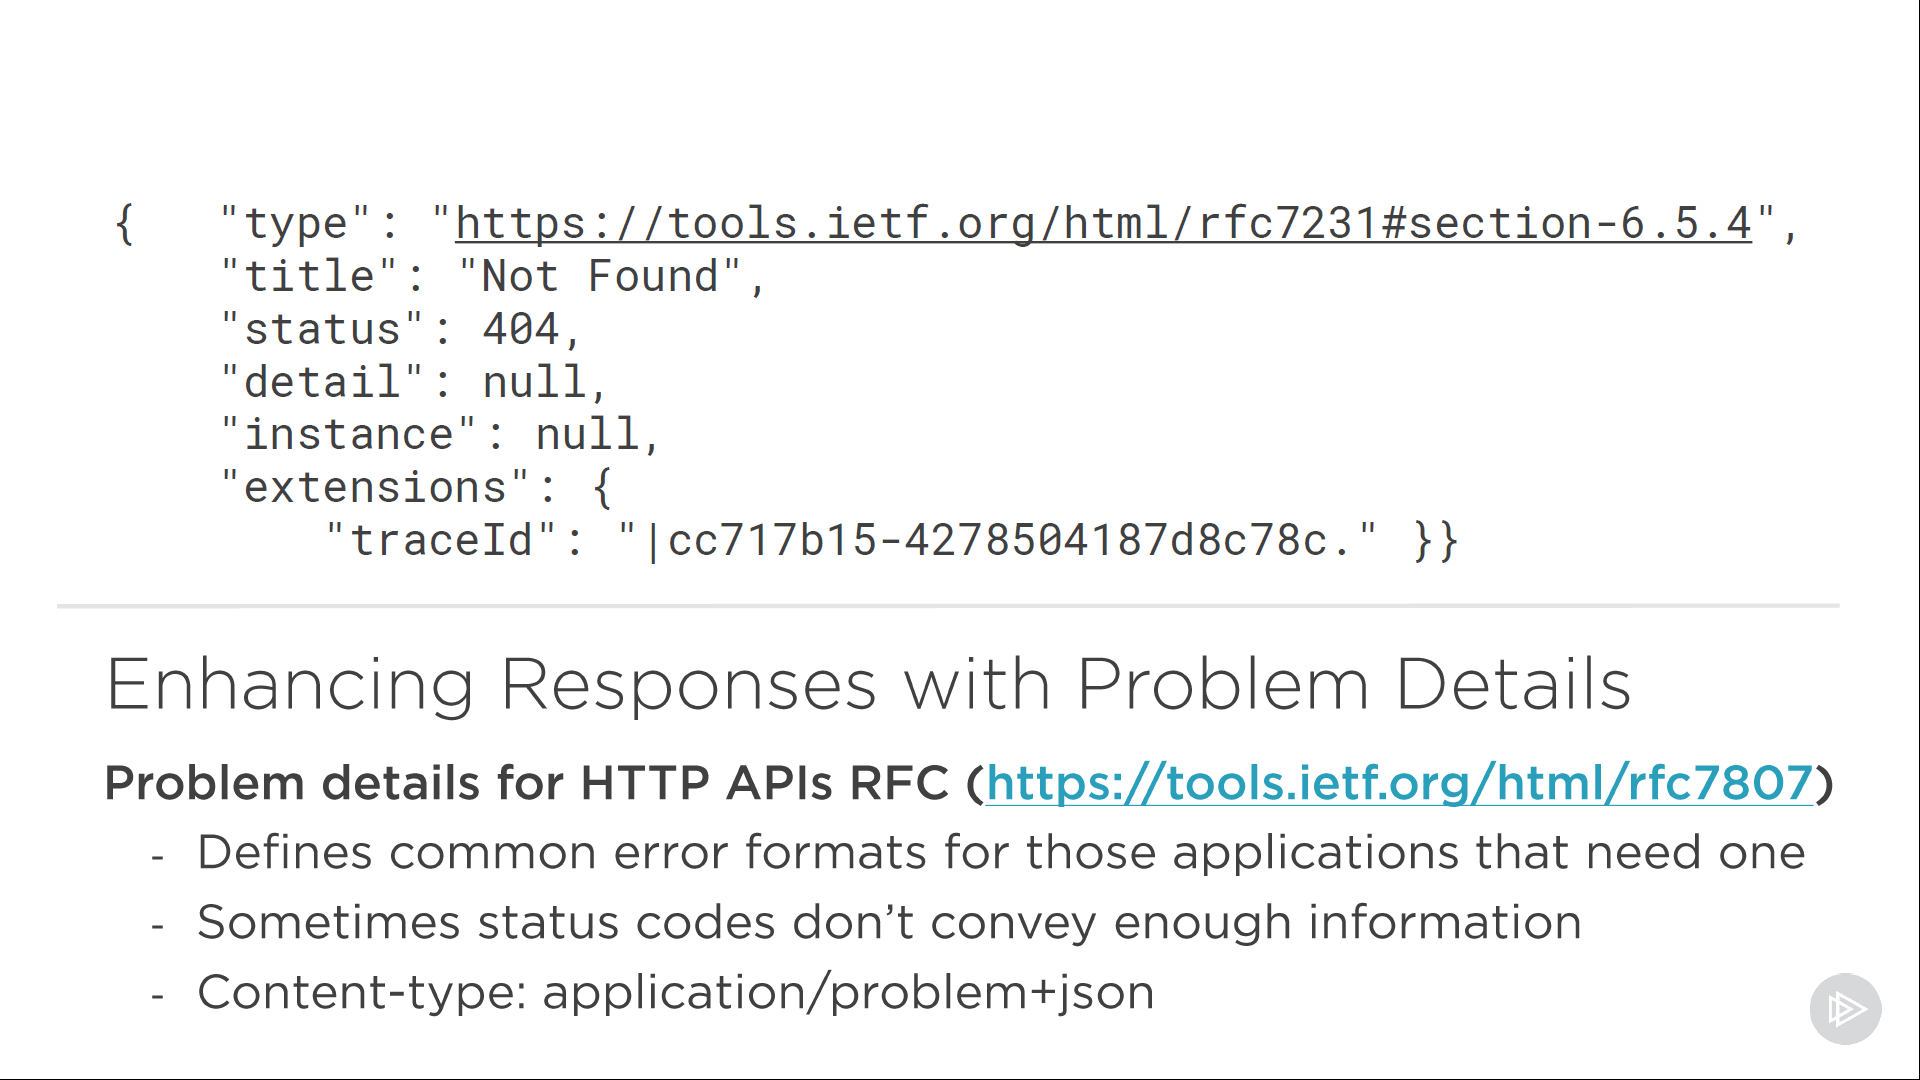 {   "type": "https://tools.ietf.org/html/rfc7231#section-6.5.4",
"title": "Not Found",
"status": 404,
"detail": null,
"instance": null,
"extensions": {
"traceId": "|cc717b15-4278504187d8c78c." }}
Enhancing Responses with Problem Details
Problem details for HTTP APIs RFC (https://tools.ietf.org/html/rfc7807)
- Defines common error formats for those applications that need one
- Sometimes status codes don’t convey enough information
- Content-type: application/problem+json